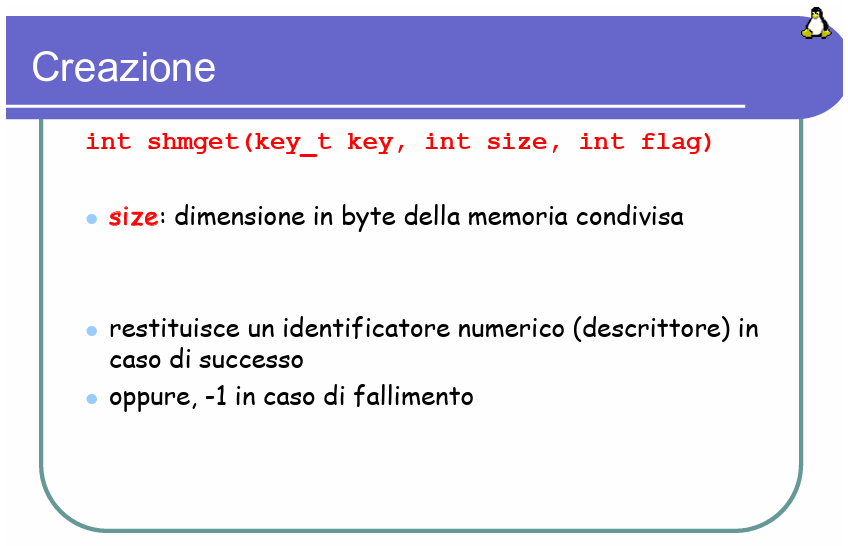 Creazione
int shmget(key_t key, int size, int flag)
size: dimensione in byte della memoria condivisa
restituisce un identificatore numerico (descrittore) in
caso di successo
oppure, -1 in caso di fallimento